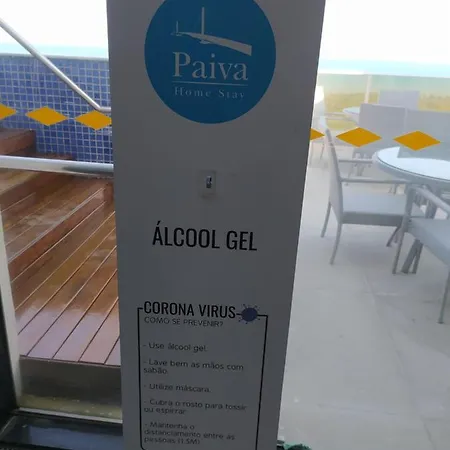 Paiva
Home Stay
ÁLCOOL GEL
CORONA VIRUS
COMO SE PREVENIR?
- Use álcool gel.
- Lave bem as mãos com
sabão.
- Utilize máscara.
- Cubra o rosto para tossir
ou espirrar.
- Mantenha o
distanciamento entre as
pessoas (1,5M)